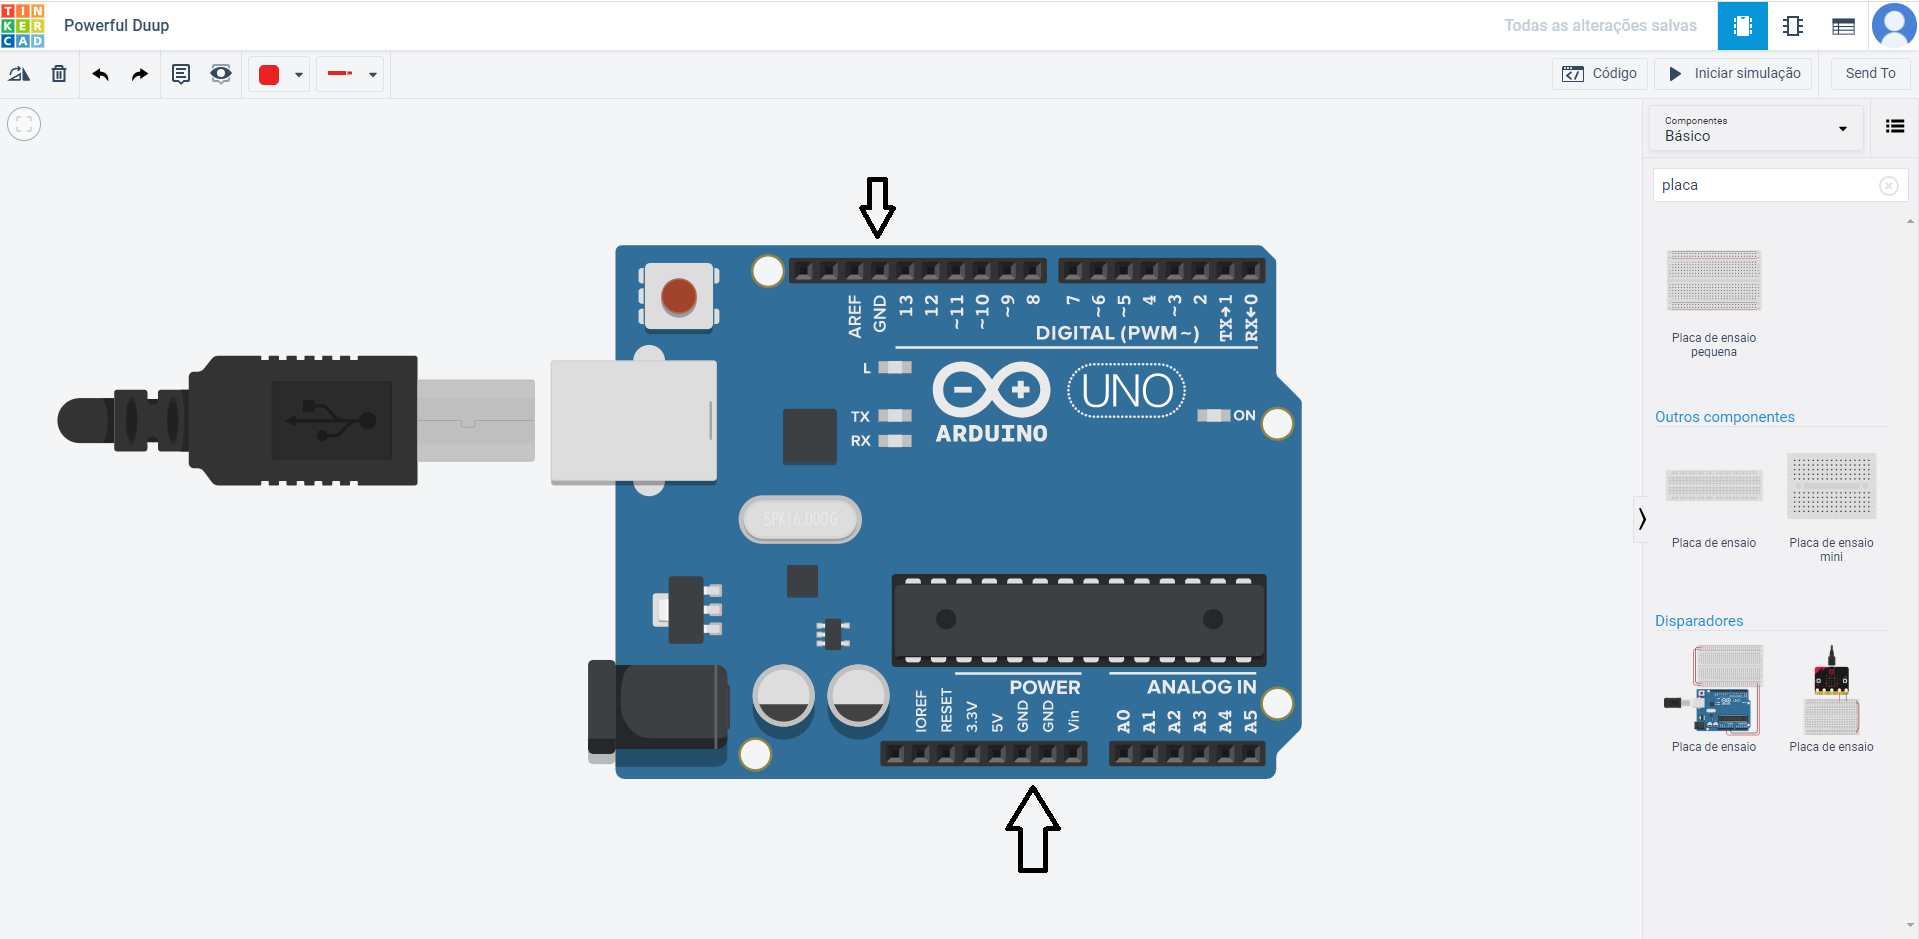 TIN
KER
CAD
Powerful Duup
Todas as alterações salvas
Código
Iniciar simulação
Send To
Componentes
Básico
placa
Placa de ensaio
pequena
Outros componentes
Placa de ensaio
Placa de ensaio
mini
Disparadores
Placa de ensaio
Placa de ensaio
AREF
GND
13
12
~11
~10
~9
8
7
~6
~5
4
~3
2
TX→1
RX←0
DIGITAL (PWM~)
L
TX
RX
UNO
ARDUINO
ON
SPK16.000G
POWER
ANALOG IN
IOREF
RESET
3.3V
5V
GND
GND
Vin
A0
A1
A2
A3
A4
A5